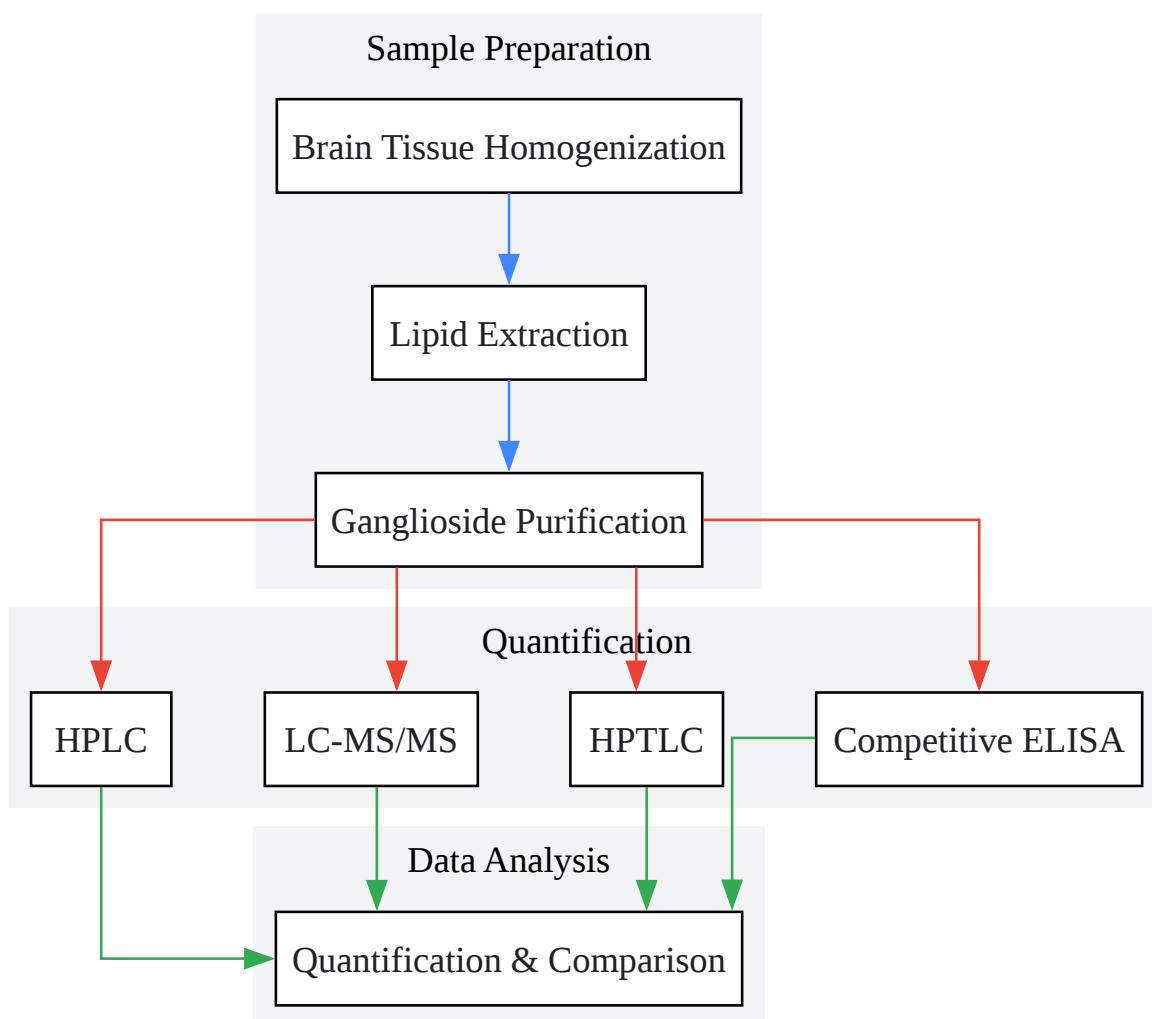 Sample Preparation
Brain Tissue Homogenization
Lipid Extraction
Ganglioside Purification
Quantification
HPLC
LC-MS/MS
HPTLC
Competitive ELISA
Data Analysis
Quantification & Comparison